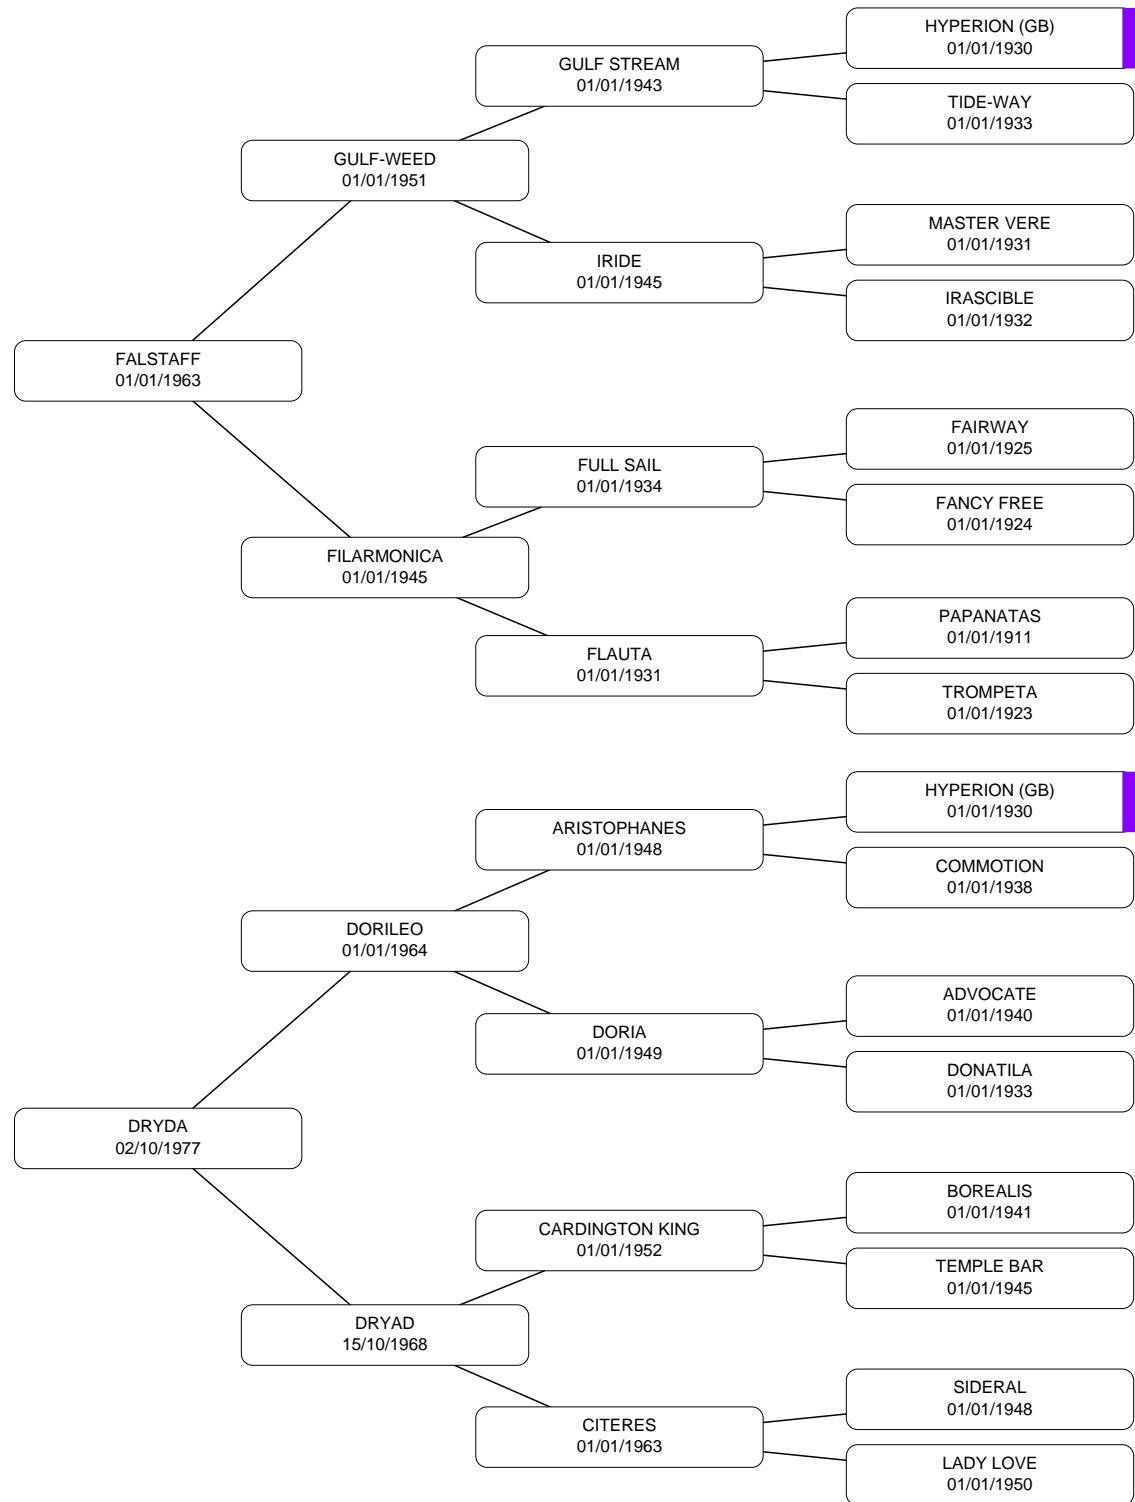 HYPERION (GB)
01/01/1930
GULF STREAM
01/01/1943
TIDE-WAY
01/01/1933
GULF-WEED
01/01/1951
MASTER VERE
01/01/1931
IRIDE
01/01/1945
IRASCIBLE
01/01/1932
FALSTAFF
01/01/1963
FAIRWAY
01/01/1925
FULL SAIL
01/01/1934
FANCY FREE
01/01/1924
FILARMONICA
01/01/1945
PAPANATAS
01/01/1911
FLAUTA
01/01/1931
TROMPETA
01/01/1923
HYPERION (GB)
01/01/1930
ARISTOPHANES
01/01/1948
COMMOTION
01/01/1938
DORILEO
01/01/1964
ADVOCATE
01/01/1940
DORIA
01/01/1949
DONATILA
01/01/1933
DRYDA
02/10/1977
BOREALIS
01/01/1941
CARDINGTON KING
01/01/1952
TEMPLE BAR
01/01/1945
DRYAD
15/10/1968
SIDERAL
01/01/1948
CITERES
01/01/1963
LADY LOVE
01/01/1950